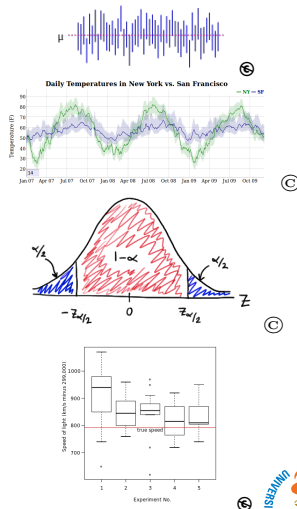 μ
©
Daily Temperatures in New York vs. San Francisco
NY SF
Temperature (F)
90
80
70
60
50
40
30
20
14
Jan 07 Apr 07 Jul 07 Oct 07 Jan 08 Apr 08 Jul 08 Oct 08 Jan 09 Apr 09 Jul 09 Oct 09
©
α/2
1-α
α/2
-Zα/2 0 Zα/2 Z
©
Speed of light (km/s minus 299,000)
1000
900
800
700
true speed
1 2 3 4 5
Experiment No.
©
UNIVERSI